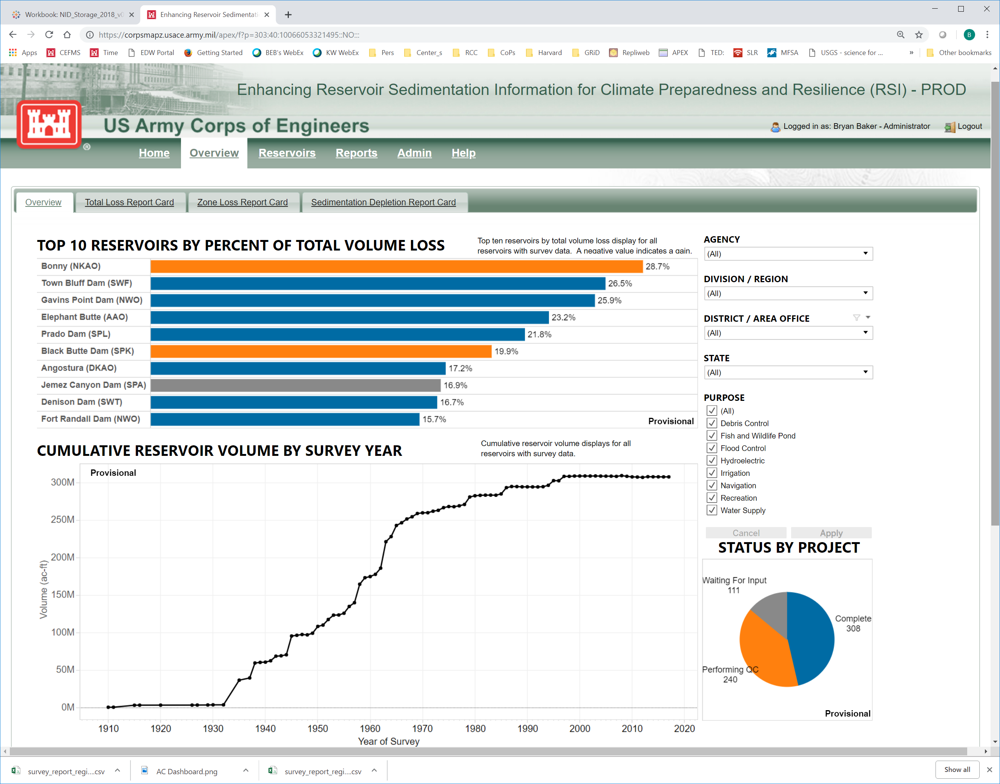 Workbook: NID_Storage_2018_v0
Enhancing Reservoir Sedimentati
https://corpsmapz.usace.army.mil/apex/f?p=303:40:10066053321495::NO:::
B
Apps CEFMS Time EDW Portal Getting Started BEB's WebEx KW WebEx Pers Center_s RCC CoPs Harvard GRiD Repliweb APEX TED: SLR MFSA USGS - science for ... » Other bookmarks
Enhancing Reservoir Sedimentation Information for Climate Preparedness and Resilience (RSI) - PROD
US Army Corps of Engineers
®
Logged in as: Bryan Baker - Administrator Logout
Home Overview Reservoirs Reports Admin Help
Overview Total Loss Report Card Zone Loss Report Card Sedimentation Depletion Report Card
TOP 10 RESERVOIRS BY PERCENT OF TOTAL VOLUME LOSS
Top ten reservoirs by total volume loss display for all
reservoirs with survey data. A negative value indicates a gain.
Bonny (NKAO) 28.7%
Town Bluff Dam (SWF) 26.5%
Gavins Point Dam (NWO) 25.9%
Elephant Butte (AAO) 23.2%
Prado Dam (SPL) 21.8%
Black Butte Dam (SPK) 19.9%
Angostura (DKAO) 17.2%
Jemez Canyon Dam (SPA) 16.9%
Denison Dam (SWT) 16.7%
Fort Randall Dam (NWO) 15.7%
Provisional
CUMULATIVE RESERVOIR VOLUME BY SURVEY YEAR
Cumulative reservoir volume displays for all
reservoirs with survey data.
Provisional
Volume (ac-ft)
300M
250M
200M
150M
100M
50M
0M
1910 1920 1930 1940 1950 1960 1970 1980 1990 2000 2010 2020
Year of Survey
AGENCY
(All)
DIVISION / REGION
(All)
DISTRICT / AREA OFFICE
(All)
STATE
(All)
PURPOSE
(All)
Debris Control
Fish and Wildlife Pond
Flood Control
Hydroelectric
Irrigation
Navigation
Recreation
Water Supply
Cancel Apply
STATUS BY PROJECT
Waiting For Input
111
Complete
308
Performing QC
240
Provisional
survey_report_regi....csv AC Dashboard.png survey_report_regi....csv Show all